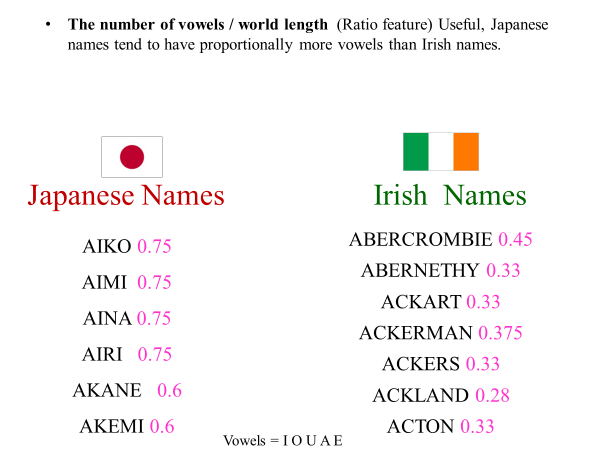 • The number of vowels / world length (Ratio feature) Useful, Japanese
names tend to have proportionally more vowels than Irish names.
Japanese Names
AIKO 0.75
AIMI 0.75
AINA 0.75
AIRI 0.75
AKANE 0.6
AKEMI 0.6
Irish Names
ABERCROMBIE 0.45
ABERNETHY 0.33
ACKART 0.33
ACKERMAN 0.375
ACKERS 0.33
ACKLAND 0.28
ACTON 0.33
Vowels = I O U A E